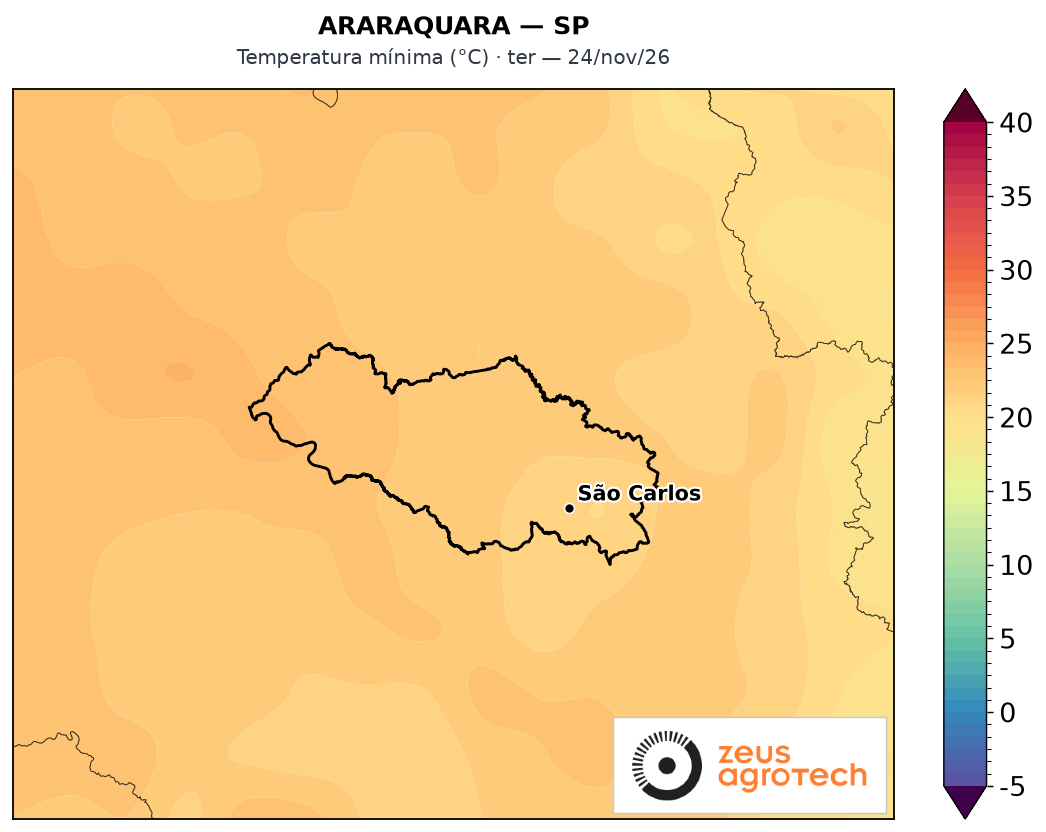 ARARAQUARA — SP
Temperatura mínima (°C) · ter — 24/nov/26
40
35
30
25
20
15
10
5
0
-5
São Carlos
zeus
agrotech